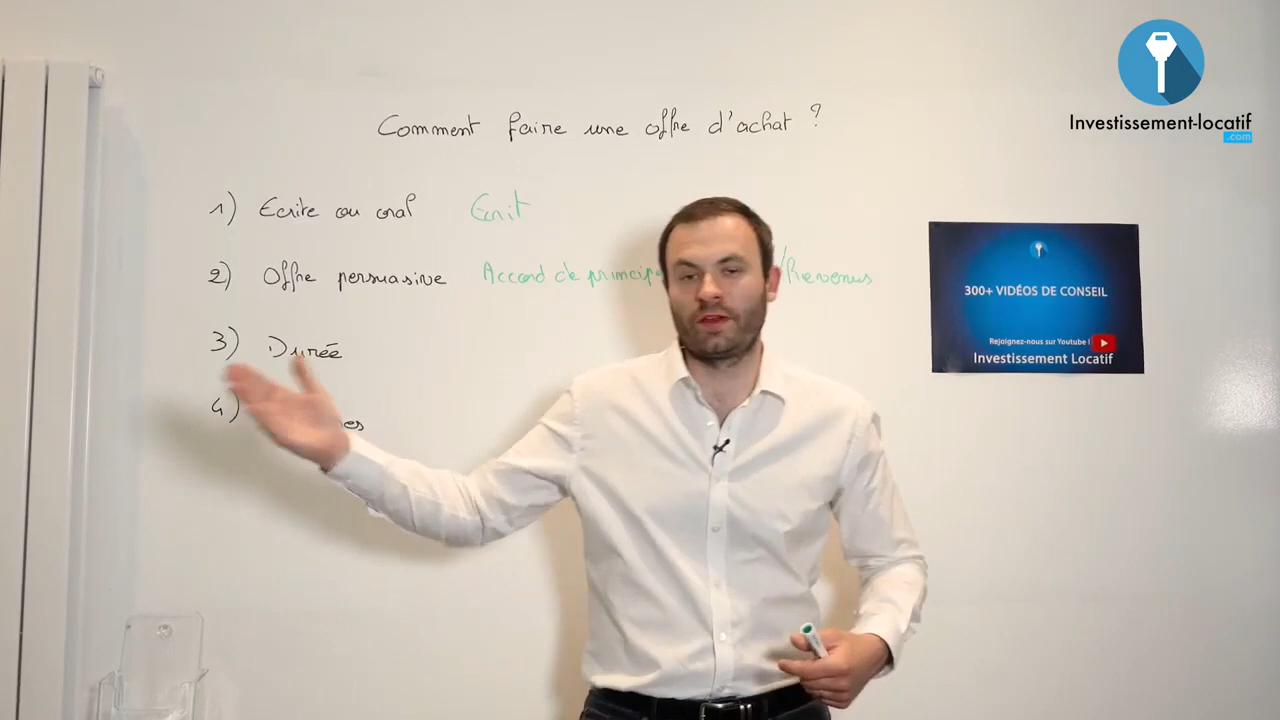 Comment faire une offre d'achat ?
Investissement-locatif
.com
1) Ecrite ou oral Ecrit
2) Offre persuasive Accord de /Revenus
3) Durée
4)
300+ VIDÉOS DE CONSEIL
Rejoignez-nous sur Youtube !
Investissement Locatif